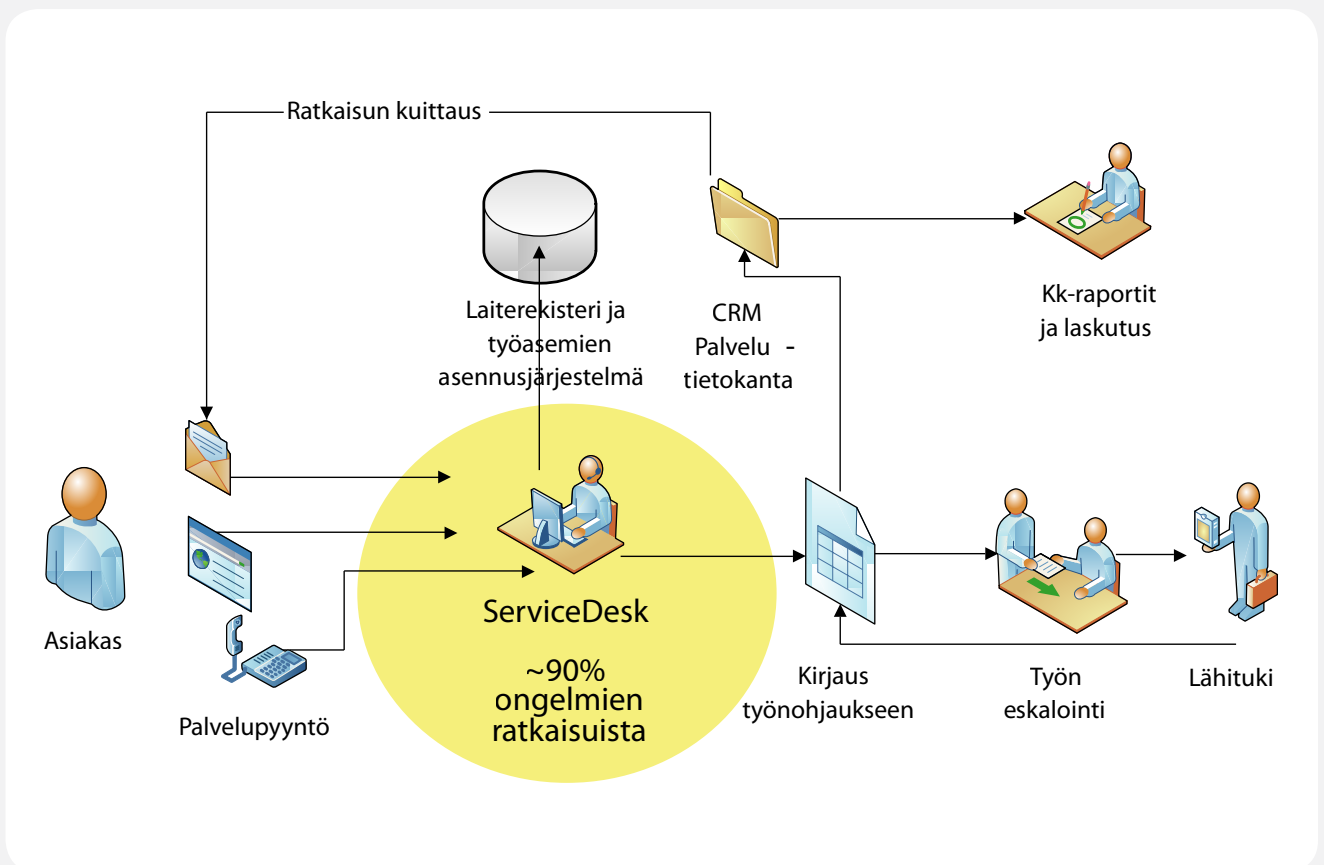 Ratkaisun kuittaus
Laiterekisteri ja
työasemien
asennusjärjestelmä
CRM
Palvelu -
tietokanta
Kk-raportit
ja laskutus
Asiakas
Palvelupyyntö
ServiceDesk
~90%
ongelmien
ratkaisuista
Kirjaus
työnohjaukseen
Työn
eskalointi
Lähituki